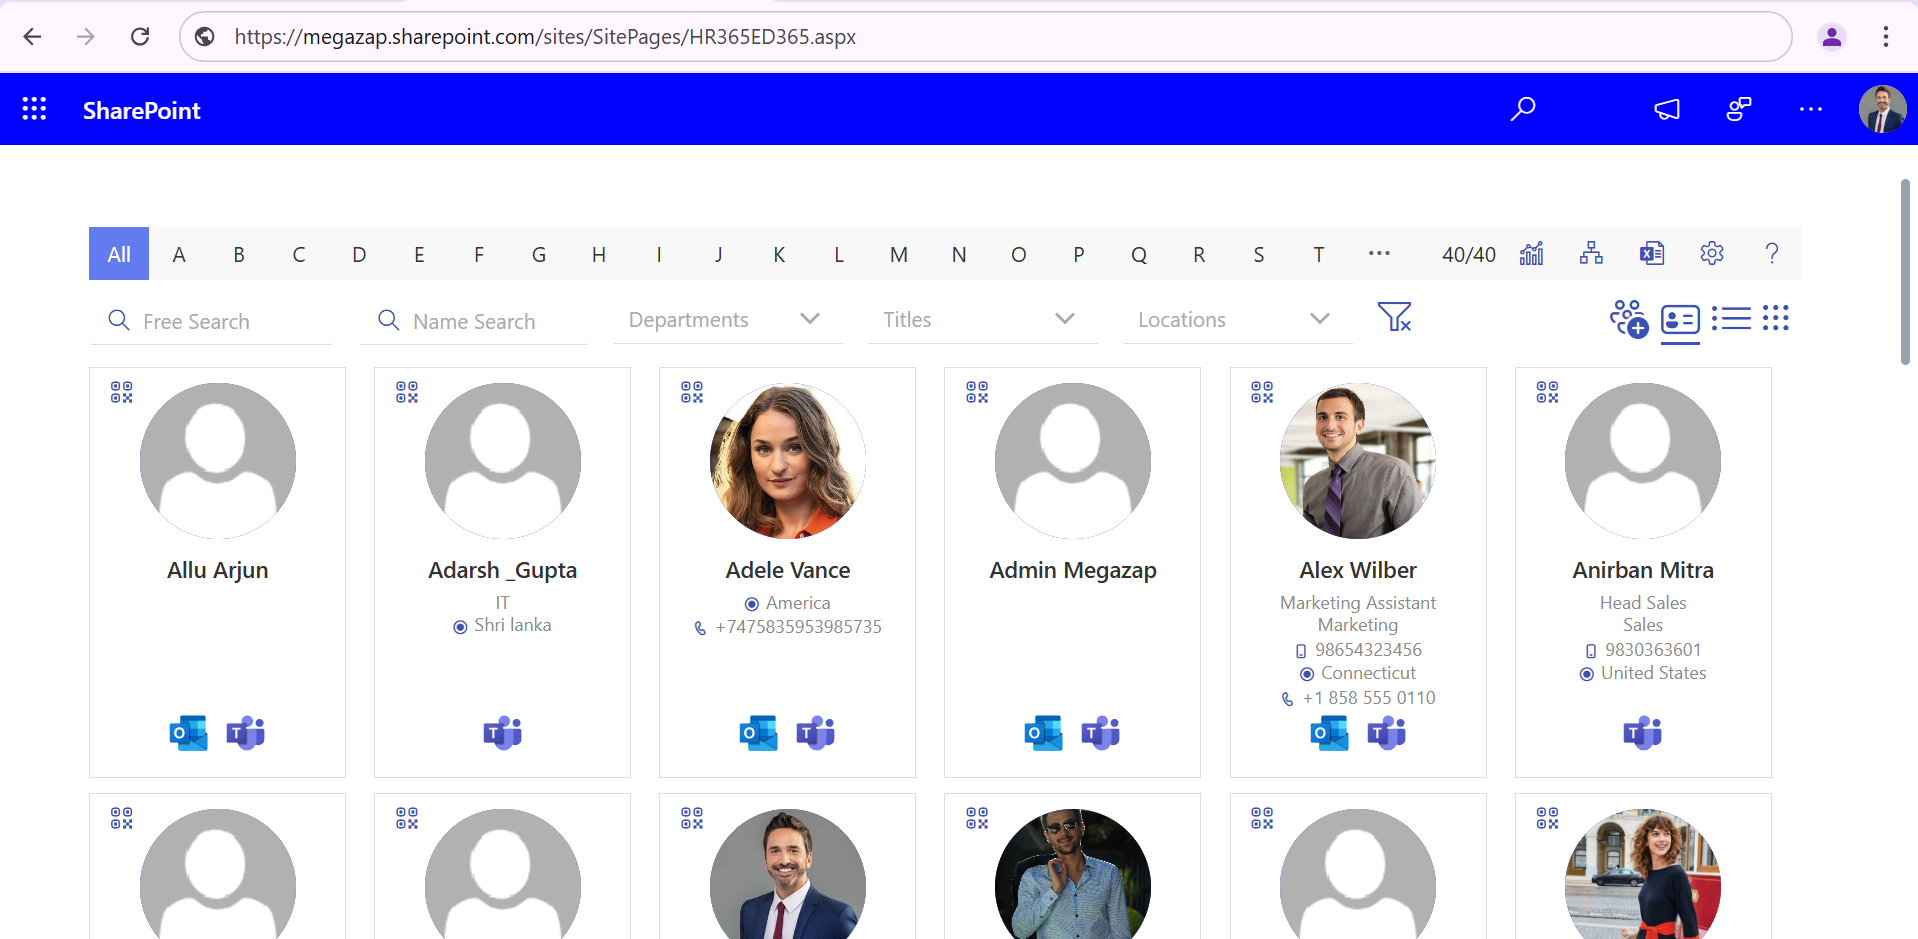 https://megazap.sharepoint.com/sites/SitePages/HR365ED365.aspx
SharePoint
All A B C D E F G H I J K L M N O P Q R S T ··· 40/40 ?
Free Search Name Search Departments Titles Locations
Allu Arjun
Adarsh _Gupta
IT
Shri lanka
Adele Vance
America
+7475835953985735
Admin Megazap
Alex Wilber
Marketing Assistant
Marketing
98654323456
Connecticut
+1 858 555 0110
Anirban Mitra
Head Sales
Sales
9830363601
United States